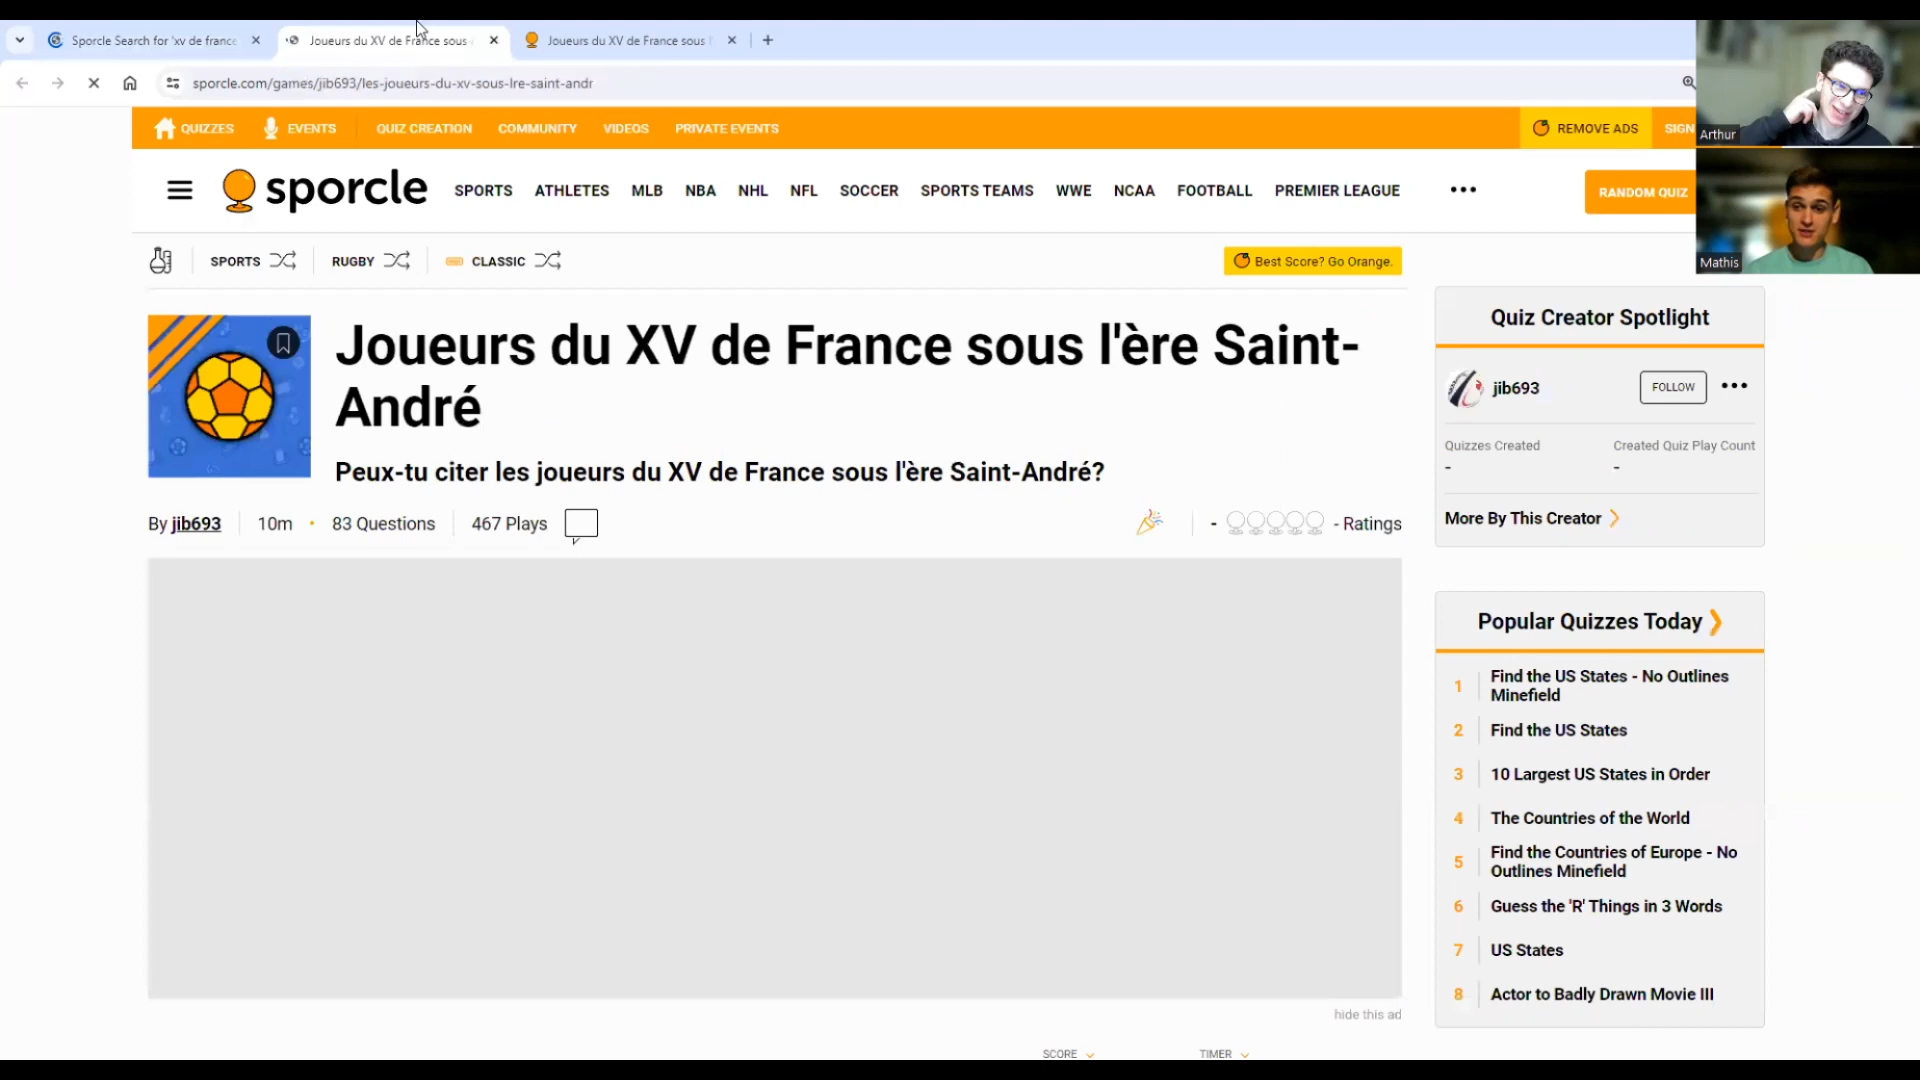 Sporcle Search for 'xv de france
Joueurs du XV de France sous
Joueurs du XV de France sous
sporcle.com/games/jib693/les-joueurs-du-xv-sous-lre-saint-andr
QUIZZES EVENTS QUIZ CREATION COMMUNITY VIDEOS PRIVATE EVENTS REMOVE ADS SIGN
Arthur
sporcle SPORTS ATHLETES MLB NBA NHL NFL SOCCER SPORTS TEAMS WWE NCAA FOOTBALL PREMIER LEAGUE RANDOM QUIZ
Mathis
SPORTS RUGBY CLASSIC Best Score? Go Orange.
Joueurs du XV de France sous l'ère Saint-
André
Peux-tu citer les joueurs du XV de France sous l'ère Saint-André?
By jib693 10m • 83 Questions 467 Plays - - Ratings
hide this ad
SCORE TIMER
Quiz Creator Spotlight
jib693 FOLLOW
Quizzes Created Created Quiz Play Count
- -
More By This Creator
Popular Quizzes Today
1 Find the US States - No Outlines
Minefield
2 Find the US States
3 10 Largest US States in Order
4 The Countries of the World
5 Find the Countries of Europe - No
Outlines Minefield
6 Guess the 'R' Things in 3 Words
7 US States
8 Actor to Badly Drawn Movie III